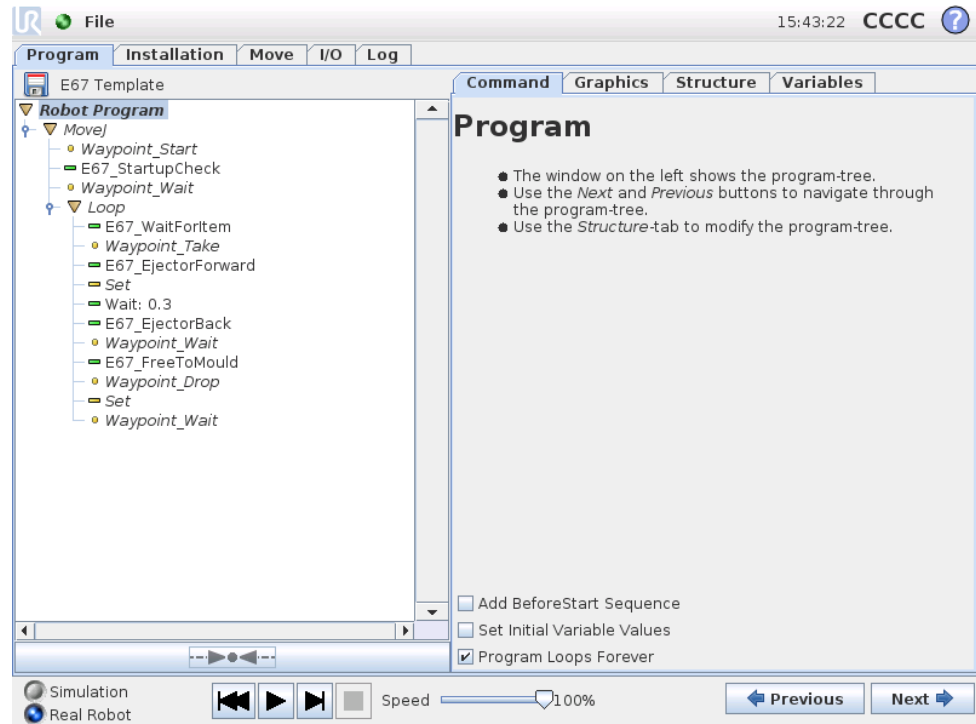 UR File 15:43:22 CCCC ?
Program Installation Move I/O Log
E67 Template
Command Graphics Structure Variables
Robot Program
MoveJ
Waypoint_Start
E67_StartupCheck
Waypoint_Wait
Loop
E67_WaitForItem
Waypoint_Take
E67_EjectorForward
Set
Wait: 0.3
E67_EjectorBack
Waypoint_Wait
E67_FreeToMould
Waypoint_Drop
Set
Waypoint_Wait
Program
The window on the left shows the program-tree.
Use the Next and Previous buttons to navigate through
the program-tree.
Use the Structure-tab to modify the program-tree.
Add BeforeStart Sequence
Set Initial Variable Values
Program Loops Forever
Simulation
Real Robot
Speed 100%
Previous Next